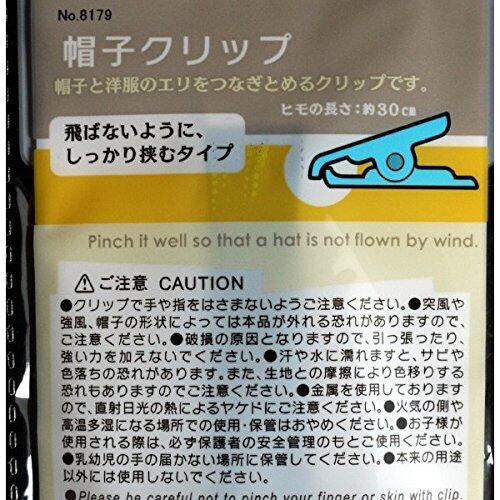 No.8179
帽子クリップ
帽子と洋服のエリをつなぎとめるクリップです。
ヒモの長さ:約30cm
飛ばないように、
しっかり挟むタイプ
Pinch it well so that a hat is not flown by wind.
ご注意 CAUTION
●クリップで手や指をはさまないようご注意ください。●突風や
強風、帽子の形状によっては本品が外れる恐れがありますので、
ご注意ください。●破損の原因となりますので、引っ張ったり、
強い力を加えないでください。●汗や水に濡れますと、サビや
色落ちの恐れがあります。また、生地との摩擦により色移りする
恐れもありますのでご注意ください。●金属を使用しております
ので、直射日光の熱によるヤケドにご注意ください。●火気の側や
高温多湿になる場所での使用・保管はおやめください。●お子様が
使用される際は、必ず保護者の安全管理のもとご使用ください。
●乳幼児の手の届かない場所に保管してください。●本来の用途
以外には使用しないでください。
●Please be careful not to pinch your finger or skin with clip.